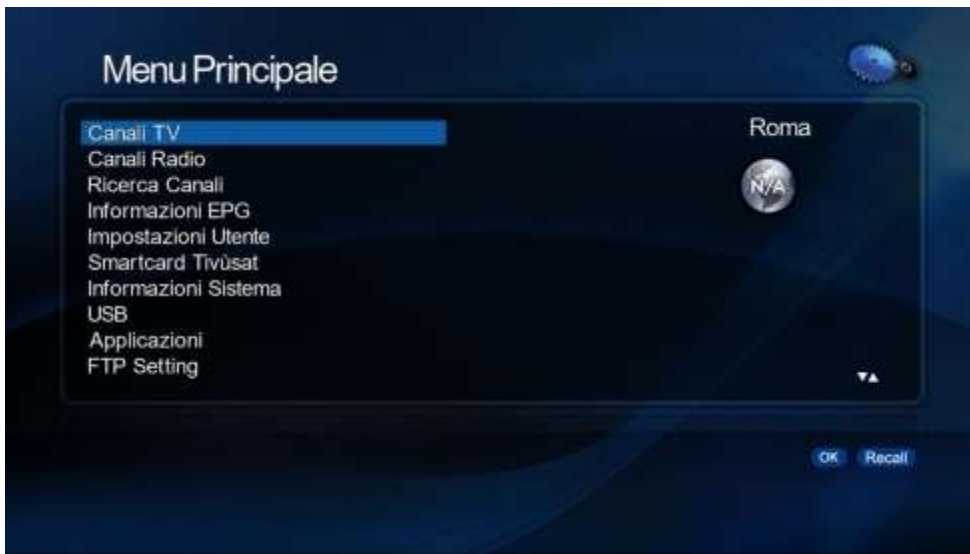 Menu Principale
Canali TV
Roma
Canali Radio
Ricerca Canali
N/A
Informazioni EPG
Impostazioni Utente
Smartcard Tivùsat
Informazioni Sistema
USB
Applicazioni
FTP Setting
OK Recall